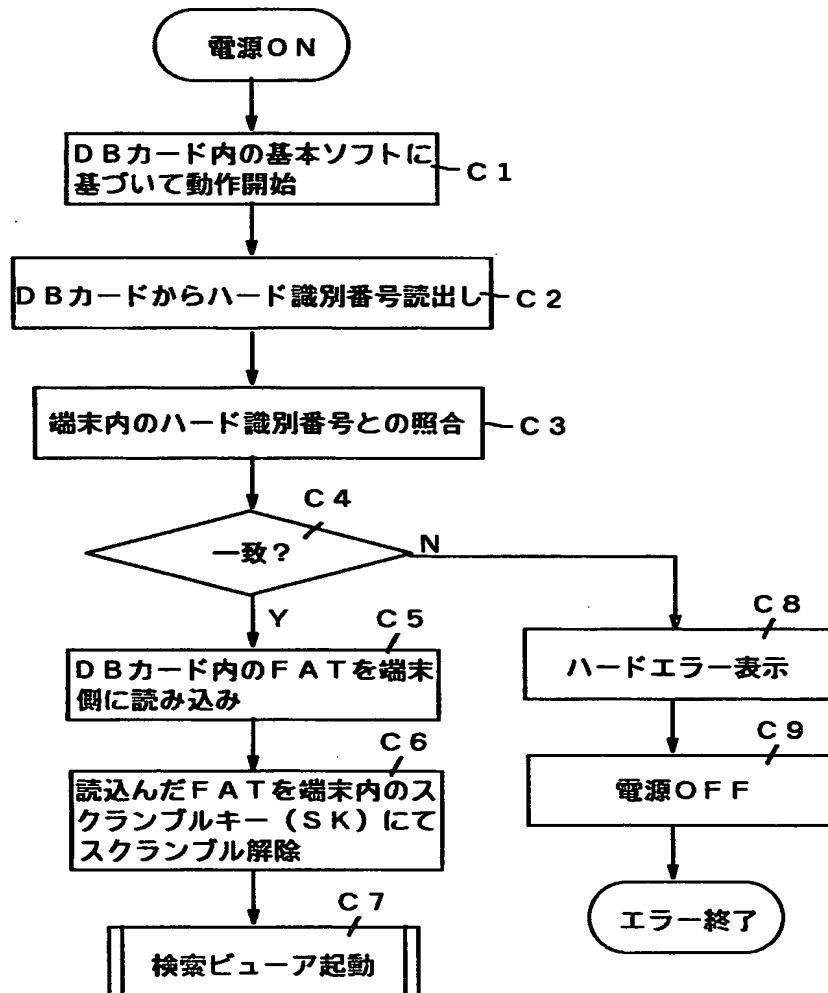 電源ON
DBカード内の基本ソフトに
基づいて動作開始
C1
DBカードからハード識別番号読出し
C2
端末内のハード識別番号との照合
C3
C4
一致?
N
Y
C5
DBカード内のFATを端末
側に読み込み
C6
読込んだFATを端末内のス
クランブルキー(SK)にて
スクランブル解除
C7
検索ビューア起動
C8
ハードエラー表示
C9
電源OFF
エラー終了